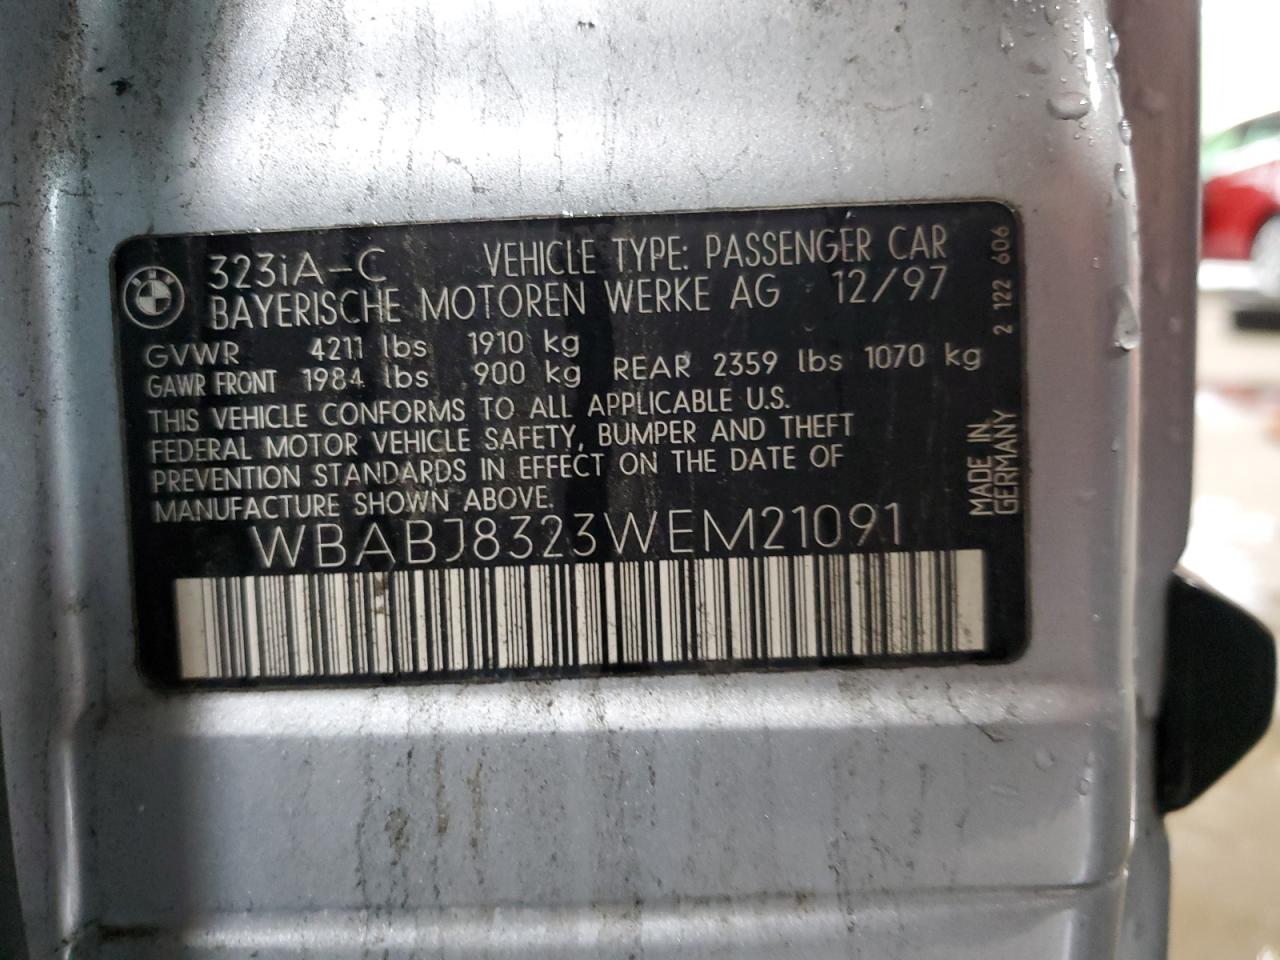 323iA-C VEHICLE TYPE: PASSENGER CAR
BAYERISCHE MOTOREN WERKE AG 12/97
GVWR 4211 lbs 1910 kg
GAWR FRONT 1984 lbs 900 kg REAR 2359 lbs 1070 kg
THIS VEHICLE CONFORMS TO ALL APPLICABLE U.S.
FEDERAL MOTOR VEHICLE SAFETY, BUMPER AND THEFT
PREVENTION STANDARDS IN EFFECT ON THE DATE OF
MANUFACTURE SHOWN ABOVE.
WBABJ8323WEM21091
MADE IN
GERMANY
2 122 606